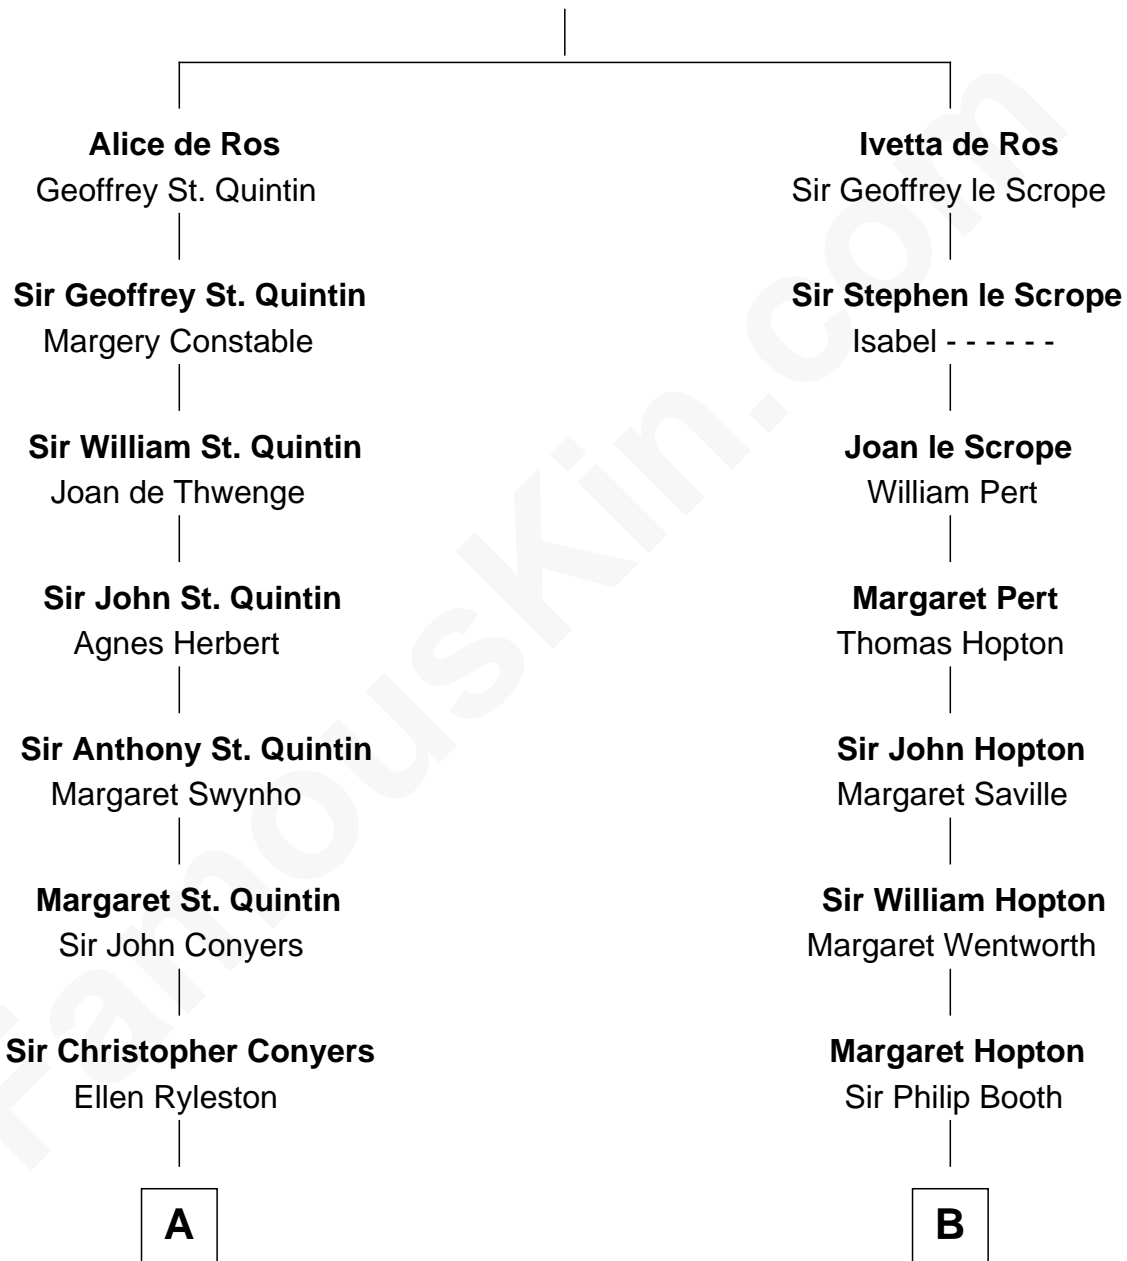 Alice de Ros
Geoffrey St. Quintin
Sir Geoffrey St. Quintin
Margery Constable
Sir William St. Quintin
Joan de Thwenge
Sir John St. Quintin
Agnes Herbert
Sir Anthony St. Quintin
Margaret Swynho
Margaret St. Quintin
Sir John Conyers
Sir Christopher Conyers
Ellen Ryleston
A
Ivetta de Ros
Sir Geoffrey le Scrope
Sir Stephen le Scrope
Isabel - - - - - -
Joan le Scrope
William Pert
Margaret Pert
Thomas Hopton
Sir John Hopton
Margaret Saville
Sir William Hopton
Margaret Wentworth
Margaret Hopton
Sir Philip Booth
B
FamousKin.com